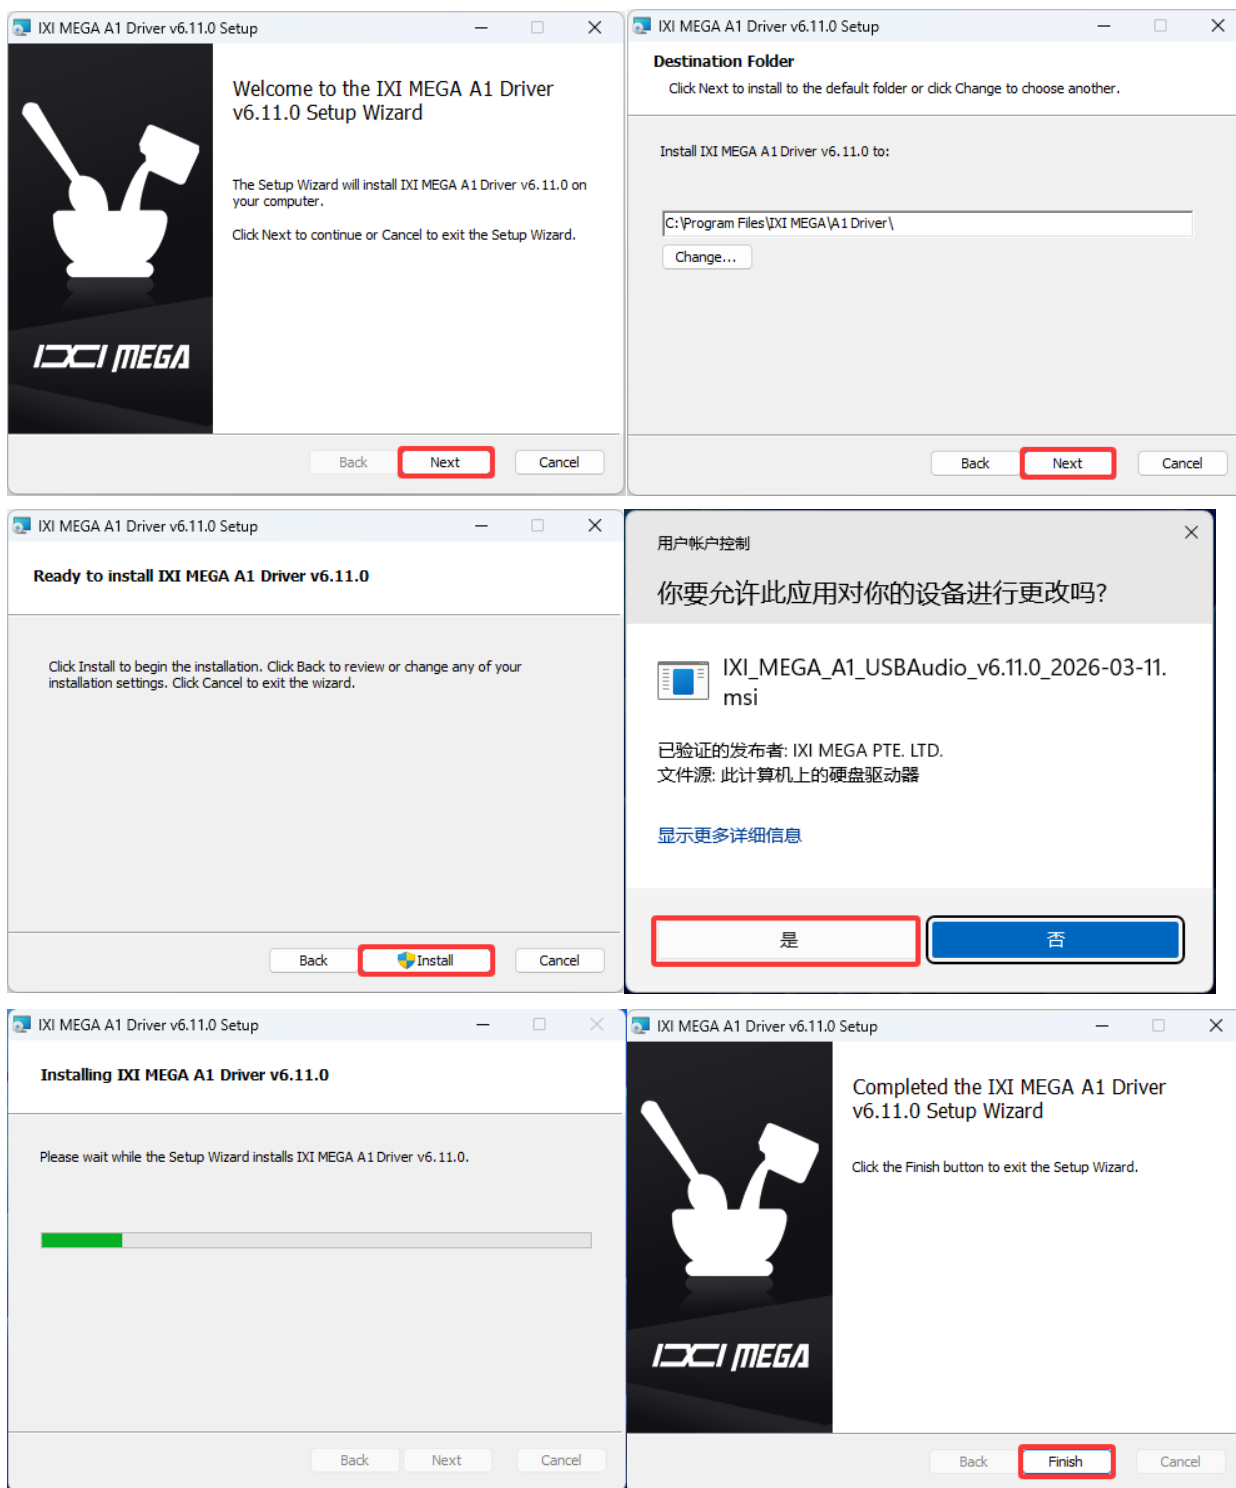 IXI MEGA A1 Driver v6.11.0 Setup
Welcome to the IXI MEGA A1 Driver
v6.11.0 Setup Wizard
The Setup Wizard will install IXI MEGA A1 Driver v6.11.0 on
your computer.
Click Next to continue or Cancel to exit the Setup Wizard.
IXI MEGA
Back
Next
Cancel
IXI MEGA A1 Driver v6.11.0 Setup
Destination Folder
Click Next to install to the default folder or click Change to choose another.
Install IXI MEGA A1 Driver v6.11.0 to:
C:\Program Files\IXI MEGA\A1 Driver\
Change...
Back
Next
Cancel
IXI MEGA A1 Driver v6.11.0 Setup
Ready to install IXI MEGA A1 Driver v6.11.0
Click Install to begin the installation. Click Back to review or change any of your
installation settings. Click Cancel to exit the wizard.
Back
Install
Cancel
用户帐户控制
你要允许此应用对你的设备进行更改吗?
IXI_MEGA_A1_USBAudio_v6.11.0_2026-03-11.
msi
已验证的发布者: IXI MEGA PTE. LTD.
文件源: 此计算机上的硬盘驱动器
显示更多详细信息
是
否
IXI MEGA A1 Driver v6.11.0 Setup
Installing IXI MEGA A1 Driver v6.11.0
Please wait while the Setup Wizard installs IXI MEGA A1 Driver v6.11.0.
Back
Next
Cancel
IXI MEGA A1 Driver v6.11.0 Setup
Completed the IXI MEGA A1 Driver
v6.11.0 Setup Wizard
Click the Finish button to exit the Setup Wizard.
IXI MEGA
Back
Finish
Cancel